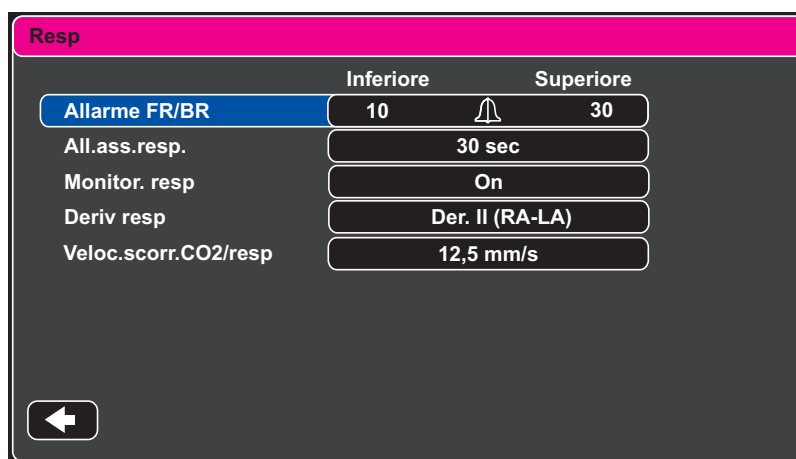 Resp
Inferiore Superiore
Allarme FR/BR 10 30
All.ass.resp. 30 sec
Monitor. resp On
Deriv resp Der. II (RA-LA)
Veloc.scorr.CO2/resp 12,5 mm/s